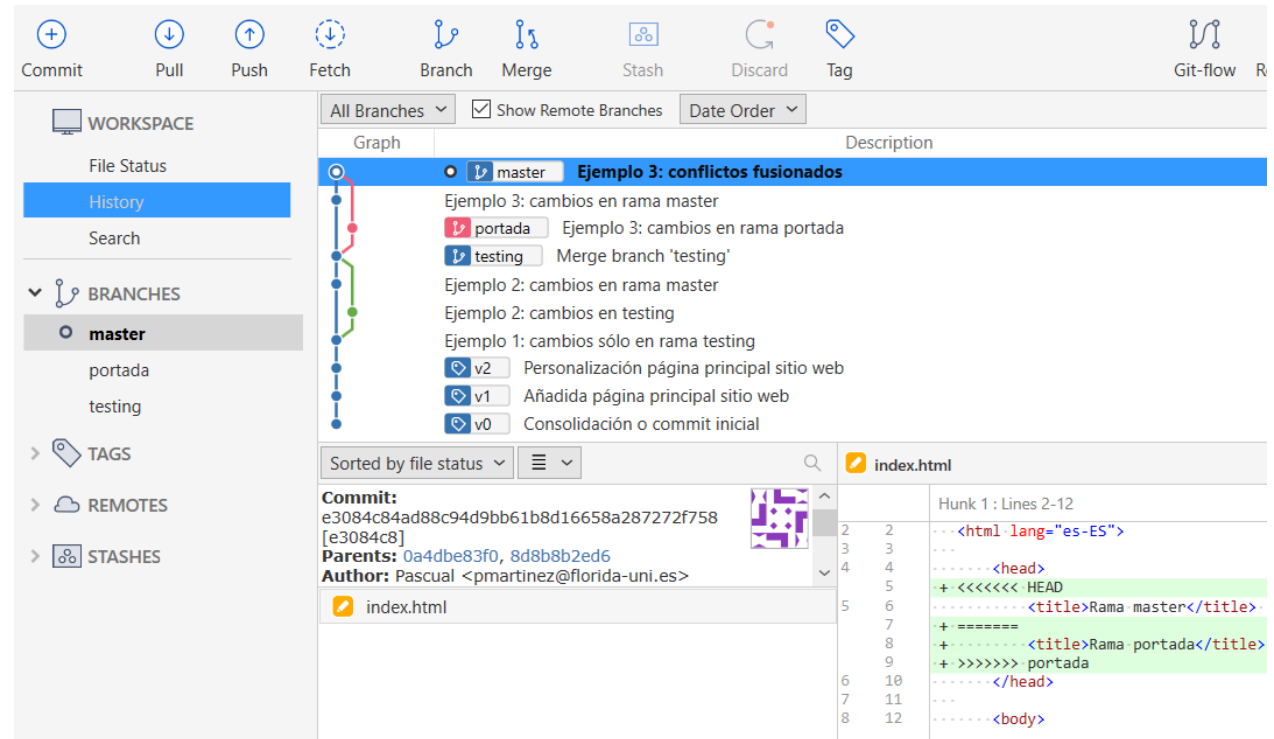 Commit Pull Push Fetch Branch Merge Stash Discard Tag Git-flow
WORKSPACE
File Status
History
Search
BRANCHES
master
portada
testing
TAGS
REMOTES
STASHES
All Branches Show Remote Branches Date Order
Graph Description
master Ejemplo 3: conflictos fusionados
Ejemplo 3: cambios en rama master
portada Ejemplo 3: cambios en rama portada
testing Merge branch 'testing'
Ejemplo 2: cambios en rama master
Ejemplo 2: cambios en testing
Ejemplo 1: cambios sólo en rama testing
v2 Personalización página principal sitio web
v1 Añadida página principal sitio web
v0 Consolidación o commit inicial
Sorted by file status
Commit:
e3084c84ad88c94d9bb61b8d16658a287272f758
[e3084c8]
Parents: 0a4dbe83f0, 8d8b8b2ed6
Author: Pascual <pmartinez@florida-uni.es>
index.html
index.html
Hunk 1 : Lines 2-12
2 2 <html lang="es-ES">
3 3
4 4 <head>
5 + <<<<<<< HEAD
5 6 <title>Rama master</title>
7 + =======
8 + <title>Rama portada</title>
9 + >>>>>>> portada
6 10 </head>
7 11
8 12 <body>